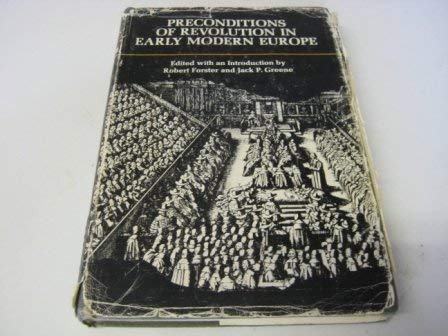 PRECONDITIONS
OF REVOLUTION IN
EARLY MODERN EUROPE
Edited with an Introduction by
Robert Forster and Jack P. Greene